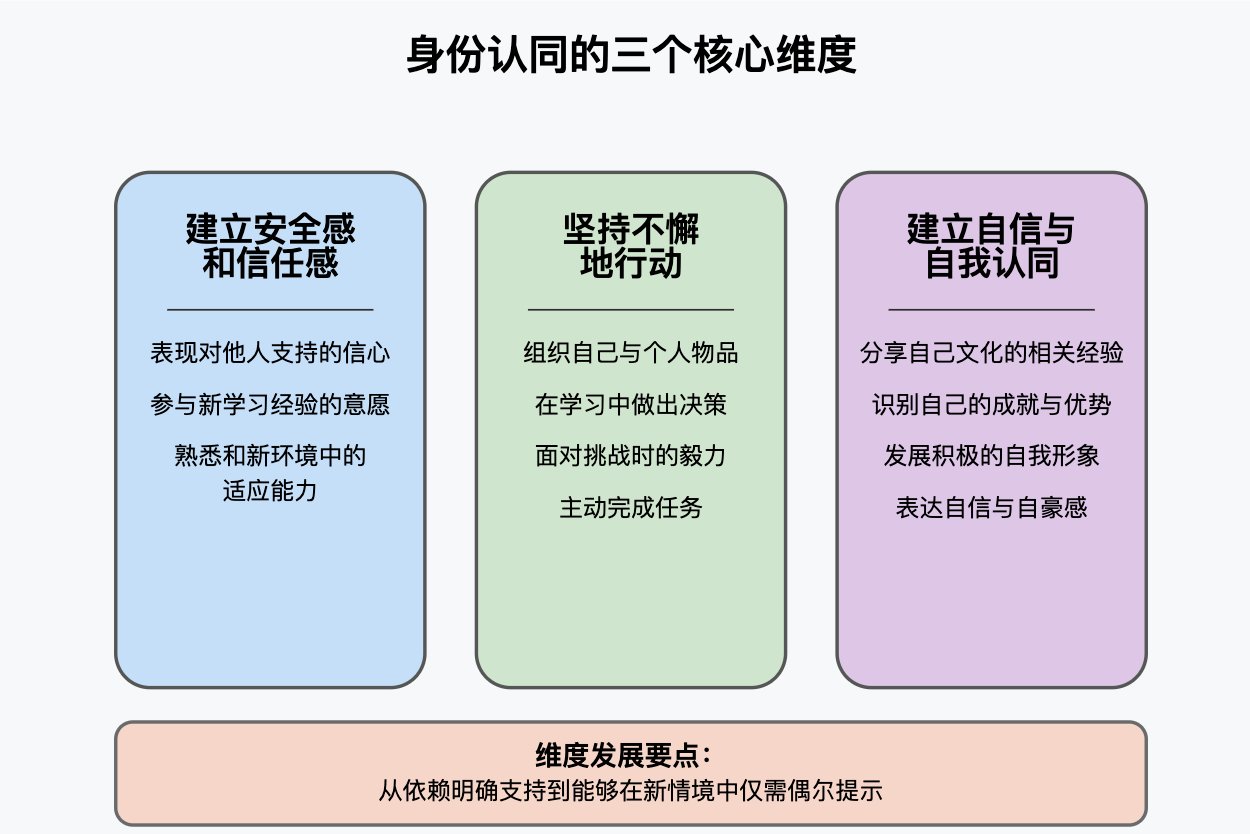 身份认同的三个核心维度
建立安全感
和信任感
表现对他人支持的信心
参与新学习经验的意愿
熟悉和新环境中的
适应能力
坚持不懈
地行动
组织自己与个人物品
在学习中做出决策
面对挑战时的毅力
主动完成任务
建立自信与
自我认同
分享自己文化的相关经验
识别自己的成就与优势
发展积极的自我形象
表达自信与自豪感
维度发展要点：
从依赖明确支持到能够在新情境中仅需偶尔提示